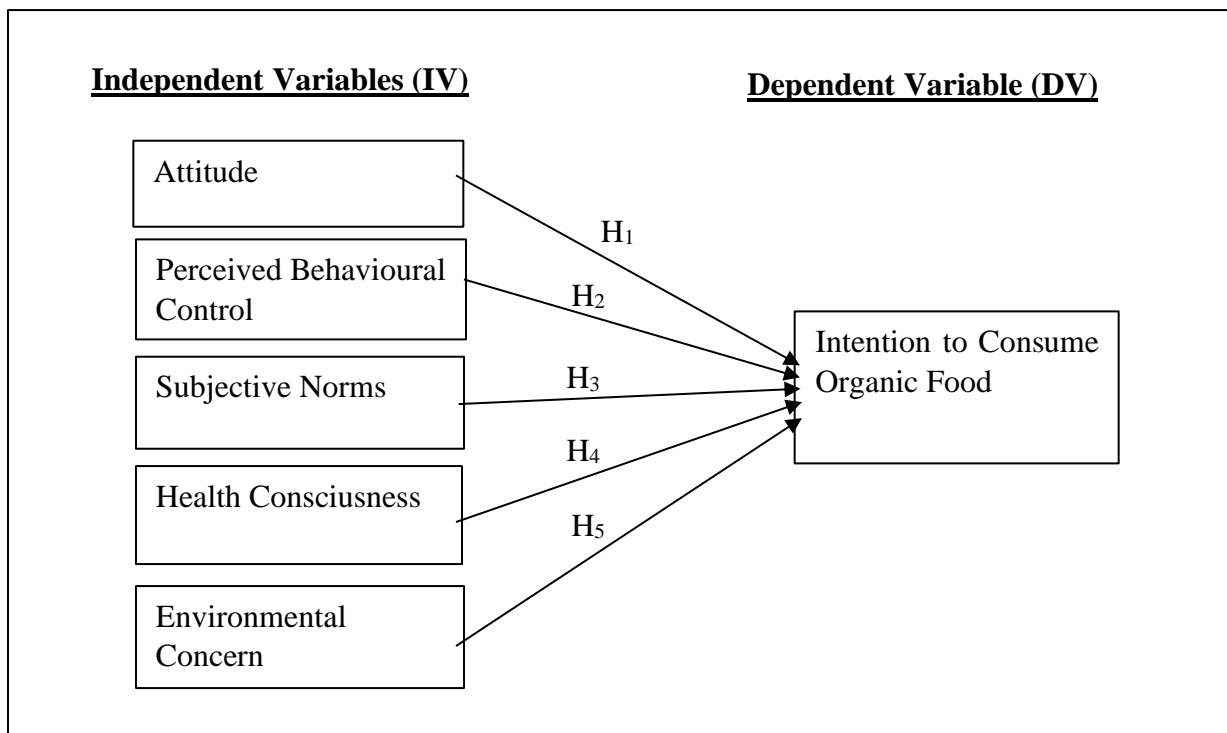 Independent Variables (IV)
Dependent Variable (DV)
Attitude
H1
Perceived Behavioural
Control
H2
Intention to Consume
Organic Food
Subjective Norms
H3
Health Consciusness
H4
H5
Environmental
Concern